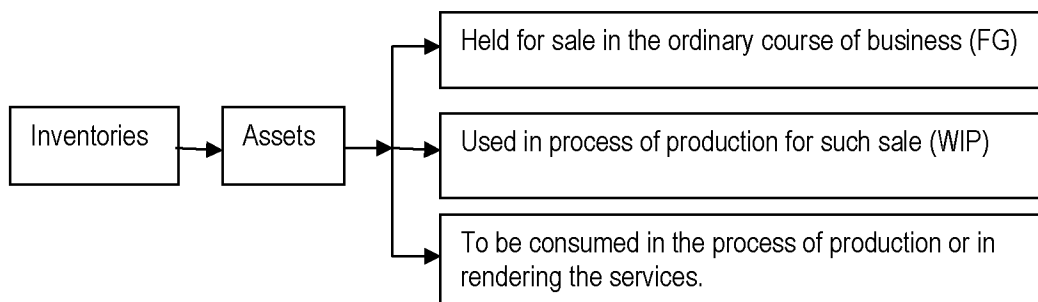 Held for sale in the ordinary course of business (FG)
Inventories
Assets
Used in process of production for such sale (WIP)
To be consumed in the process of production or in
rendering the services.